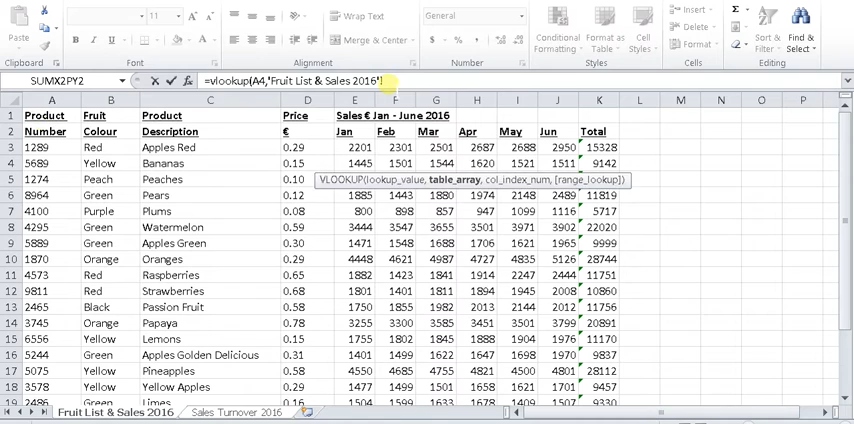 11 A A
Wrap Text
General
Insert
Σ
Paste
Delete
B I U A
Merge & Center
$ % ,
Conditional Format as Cell
Formatting Table Styles
Format
Sort & Find &
Filter Select
Clipboard Font Alignment Number Styles Cells Editing
SUMX2PY2 fx =vlookup(A4,'Fruit List & Sales 2016'!
A B C D E F G H I J K L M N O P
1 Product Fruit Product Price Sales € Jan - June 2016
2 Number Colour Description € Jan Feb Mar Apr May Jun Total
3 1289 Red Apples Red 0.29 2201 2301 2501 2687 2688 2950 15328
4 5689 Yellow Bananas 0.15 1445 1501 1544 1620 1521 1511 9142
5 1274 Peach Peaches 0.10 VLOOKUP(lookup_value, table_array, col_index_num, [range_lookup])
6 8964 Green Pears 0.12 1885 1443 1880 1974 2148 2489 11819
7 4100 Purple Plums 0.08 800 898 857 947 1099 1116 5717
8 4295 Green Watermelon 0.59 3444 3547 3655 3501 3971 3902 22020
9 5889 Green Apples Green 0.30 1471 1548 1688 1706 1621 1965 9999
10 1870 Orange Oranges 0.29 4448 4621 4987 4727 4835 5126 28744
11 4573 Red Raspberries 0.65 1882 1423 1841 1914 2247 2444 11751
12 9811 Red Strawberries 0.68 1801 1401 1811 1894 1945 2008 10860
13 2465 Black Passion Fruit 0.58 1750 1855 1982 2013 2144 2012 11756
14 3745 Orange Papaya 0.78 3255 3300 3585 3451 3501 3799 20891
15 6556 Yellow Lemons 0.15 1755 1802 1845 1888 1904 1976 11170
16 5244 Green Apples Golden Delicious 0.31 1401 1499 1622 1647 1698 1970 9837
17 5075 Yellow Pineapples 0.58 4550 4685 4755 4821 4500 4801 28112
18 3578 Yellow Yellow Apples 0.29 1477 1499 1501 1658 1621 1701 9457
19 2486 Green Limes 0.16 1504 1599 1633 1678 1409 1507 9330
Fruit List & Sales 2016 Sales Turnover 2016